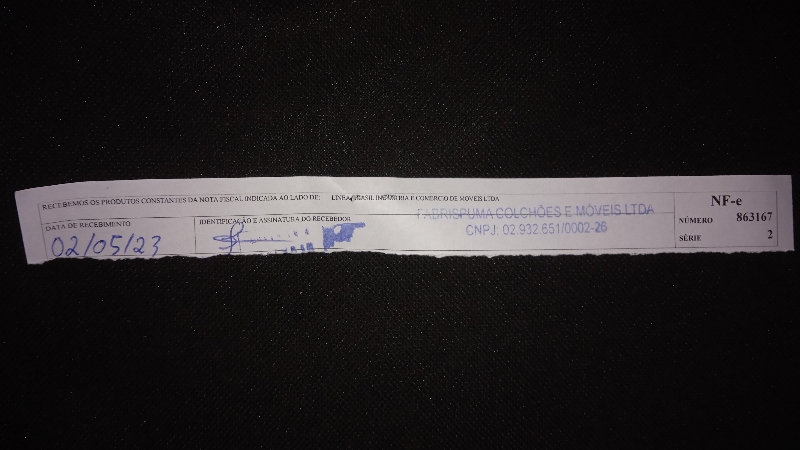 RECEBEMOS OS PRODUTOS CONSTANTES DA NOTA FISCAL INDICADA AO LADO DE: LINEA BRASIL INDUSTRIA E COMERCIO DE MOVEIS LTDA
DATA DE RECEBIMENTO
02/05/23
IDENTIFICAÇÃO E ASSINATURA DO RECEBEDOR
FABRISPUMA COLCHÕES E MÓVEIS LTDA
CNPJ: 02.932.651/0002-26
NF-e
NÚMERO 863167
SÉRIE 2